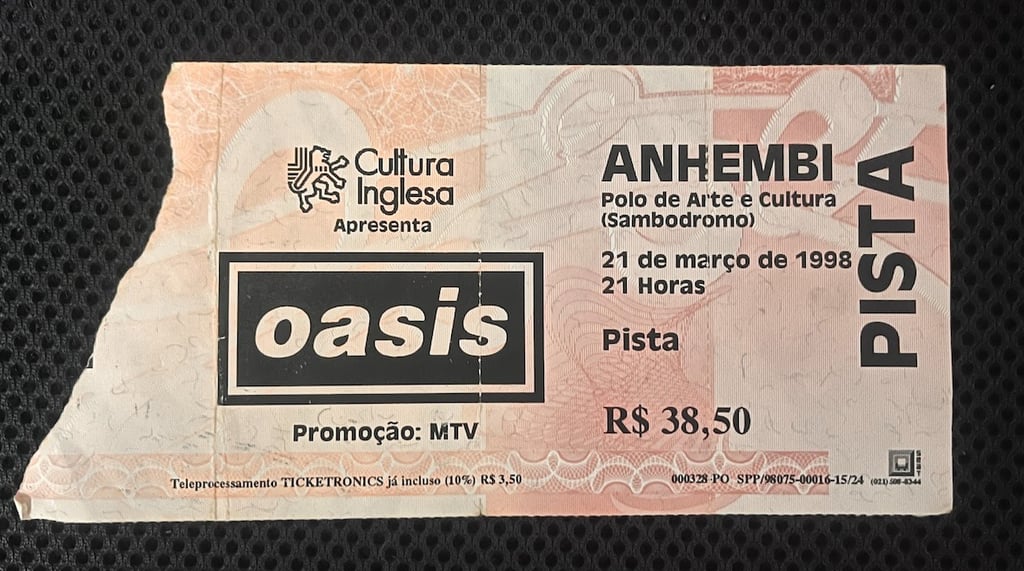 Cultura
Inglesa
Apresenta
oasis
Promoção: MTV
Teleprocessamento TICKETRONICS já incluso (10%) R$ 3,50
ANHEMBI
Polo de Arte e Cultura
(Sambodromo)
21 de março de 1998
21 Horas
Pista
R$ 38,50
000328-PO SPP/98075-00016-15/24
PISTA